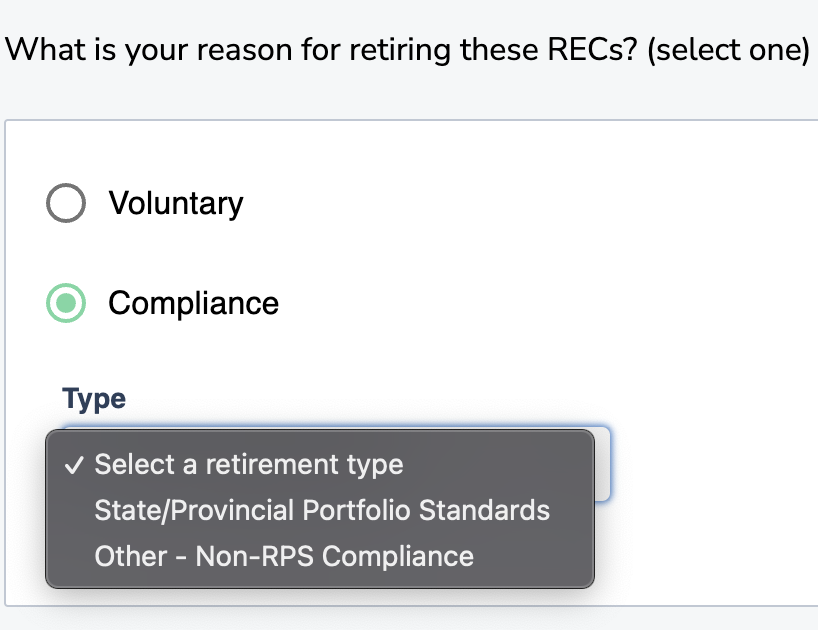 What is your reason for retiring these RECs? (select one)
Voluntary
Compliance
Type
✓ Select a retirement type
State/Provincial Portfolio Standards
Other - Non-RPS Compliance